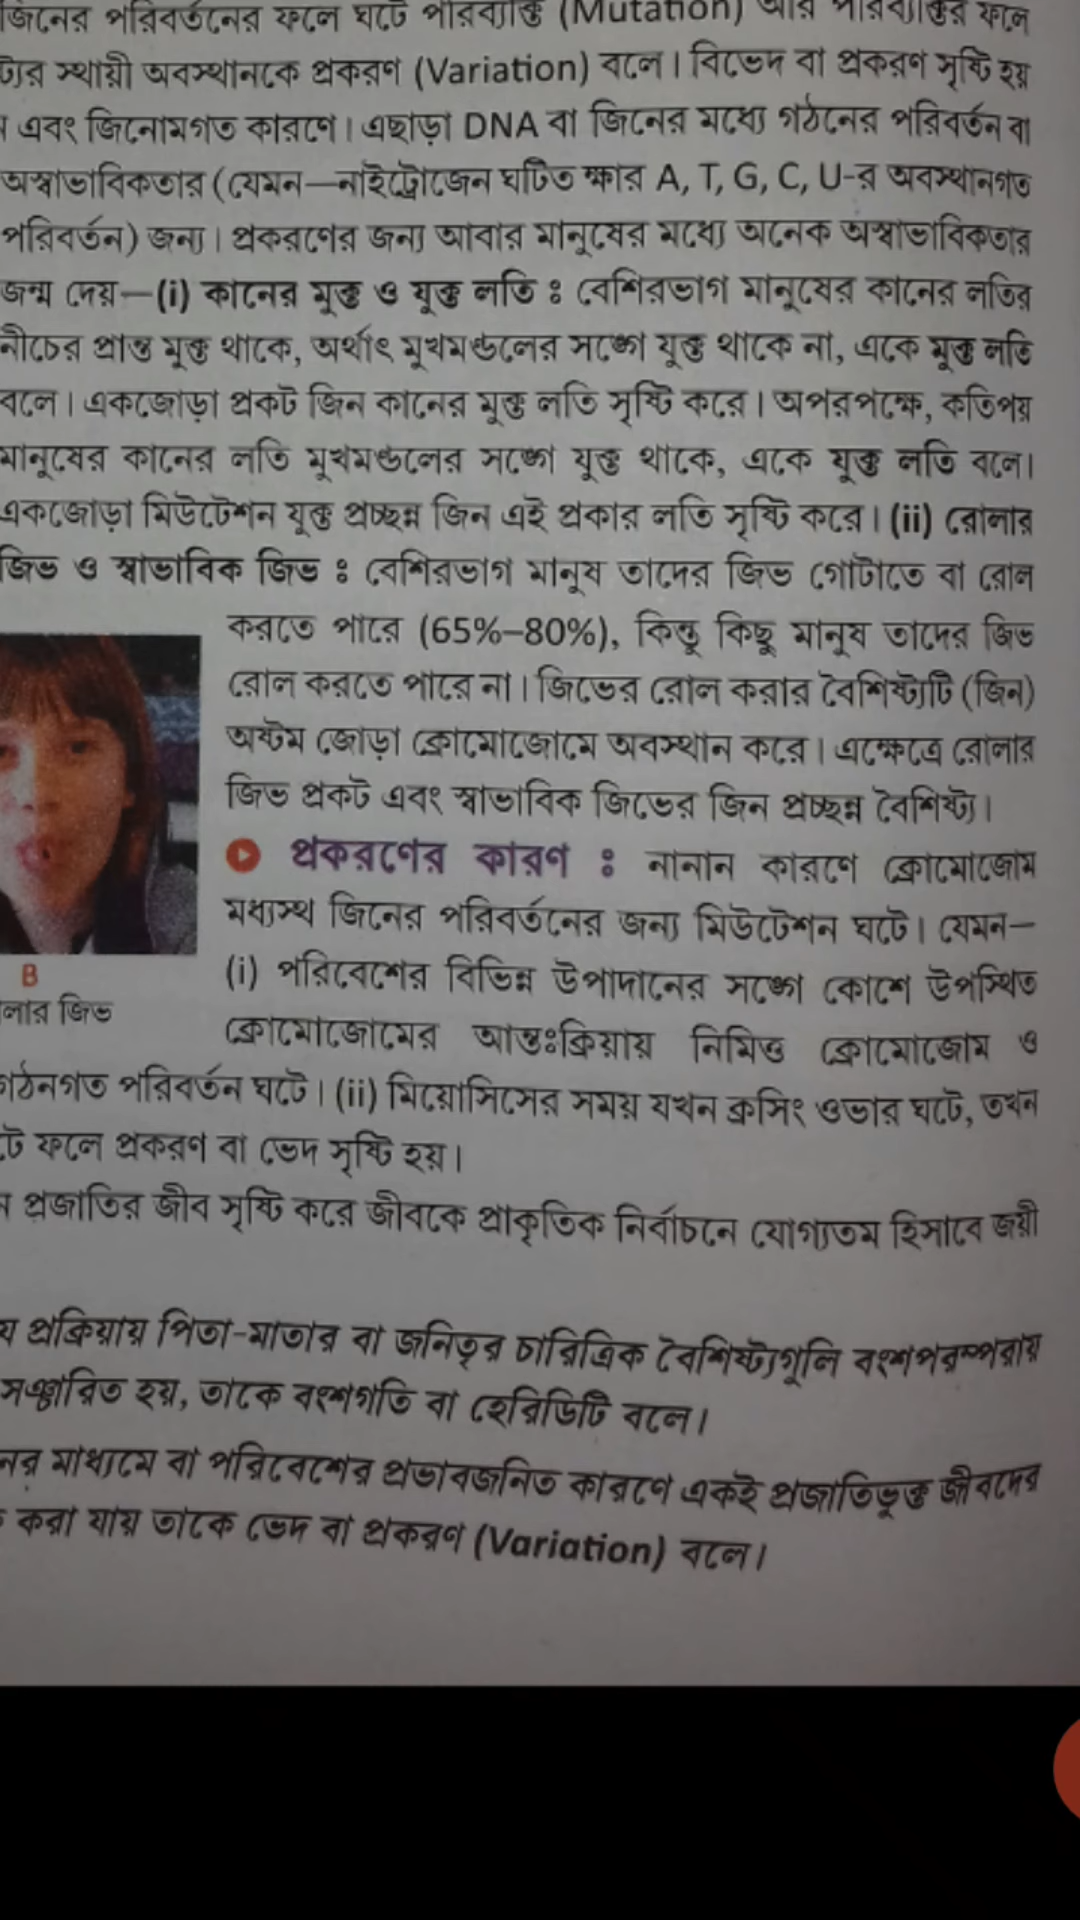 জিনের পরিবর্তনের ফলে ঘটে পরিব্যক্তি (Mutation) আর পরিব্যক্তির ফলে
ট্যর স্থায়ী অবস্থানকে প্রকরণ (Variation) বলে। বিভেদ বা প্রকরণ সৃষ্টি হয়
এবং জিনোমগত কারণে। এছাড়া DNA বা জিনের মধ্যে গঠনের পরিবর্তন বা
অস্বাভাবিকতার (যেমন—নাইট্রোজেন ঘটিত ক্ষার A, T, G, C, U-র অবস্থানগত
পরিবর্তন) জন্য। প্রকরণের জন্য আবার মানুষের মধ্যে অনেক অস্বাভাবিকতার
জন্ম দেয়—(i) কানের মুক্ত ও যুক্ত লতি ঃ বেশিরভাগ মানুষের কানের লতির
নীচের প্রান্ত মুক্ত থাকে, অর্থাৎ মুখমণ্ডলের সঙ্গে যুক্ত থাকে না, একে মুক্ত লতি
বলে। একজোড়া প্রকট জিন কানের মুক্ত লতি সৃষ্টি করে। অপরপক্ষে, কতিপয়
মানুষের কানের লতি মুখমণ্ডলের সঙ্গে যুক্ত থাকে, একে যুক্ত লতি বলে।
একজোড়া মিউটেশন যুক্ত প্রচ্ছন্ন জিন এই প্রকার লতি সৃষ্টি করে। (ii) রোলার
জিভ ও স্বাভাবিক জিভ ঃ বেশিরভাগ মানুষ তাদের জিভ গোটাতে বা রোল
করতে পারে (65%–80%), কিন্তু কিছু মানুষ তাদের জিভ
রোল করতে পারে না। জিভের রোল করার বৈশিষ্ট্যটি (জিন)
অষ্টম জোড়া ক্রোমোজোমে অবস্থান করে। এক্ষেত্রে রোলার
জিভ প্রকট এবং স্বাভাবিক জিভের জিন প্রচ্ছন্ন বৈশিষ্ট্য।
প্রকরণের কারণ ঃ নানান কারণে ক্রোমোজোম
মধ্যস্থ জিনের পরিবর্তনের জন্য মিউটেশন ঘটে। যেমন—
(i) পরিবেশের বিভিন্ন উপাদানের সঙ্গে কোশে উপস্থিত
ক্রোমোজোমের আন্তঃক্রিয়ায় নিমিত্ত ক্রোমোজোম ও
B
লার জিভ
গঠনগত পরিবর্তন ঘটে। (ii) মিয়োসিসের সময় যখন ক্রসিং ওভার ঘটে, তখন
টে ফলে প্রকরণ বা ভেদ সৃষ্টি হয়।
ন প্রজাতির জীব সৃষ্টি করে জীবকে প্রাকৃতিক নির্বাচনে যোগ্যতম হিসাবে জয়ী
য প্রক্রিয়ায় পিতা-মাতার বা জনিতৃর চারিত্রিক বৈশিষ্ট্যগুলি বংশপরম্পরায়
সঞ্চারিত হয়, তাকে বংশগতি বা হেরিডিটি বলে।
নর মাধ্যমে বা পরিবেশের প্রভাবজনিত কারণে একই প্রজাতিভুক্ত জীবদের
করা যায় তাকে ভেদ বা প্রকরণ (Variation) বলে।